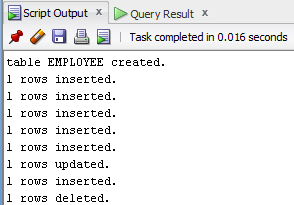 Script Output x Query Result x
Task completed in 0.016 seconds
table EMPLOYEE created.
1 rows inserted.
1 rows inserted.
1 rows inserted.
1 rows inserted.
1 rows inserted.
1 rows updated.
1 rows inserted.
1 rows deleted.